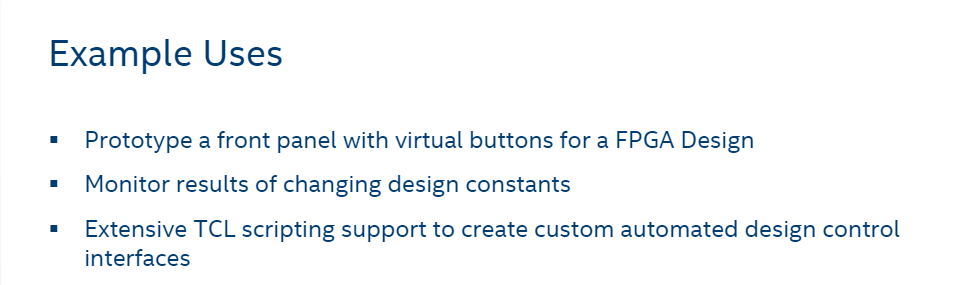 Example Uses
▪ Prototype a front panel with virtual buttons for a FPGA Design
▪ Monitor results of changing design constants
▪ Extensive TCL scripting support to create custom automated design control
interfaces